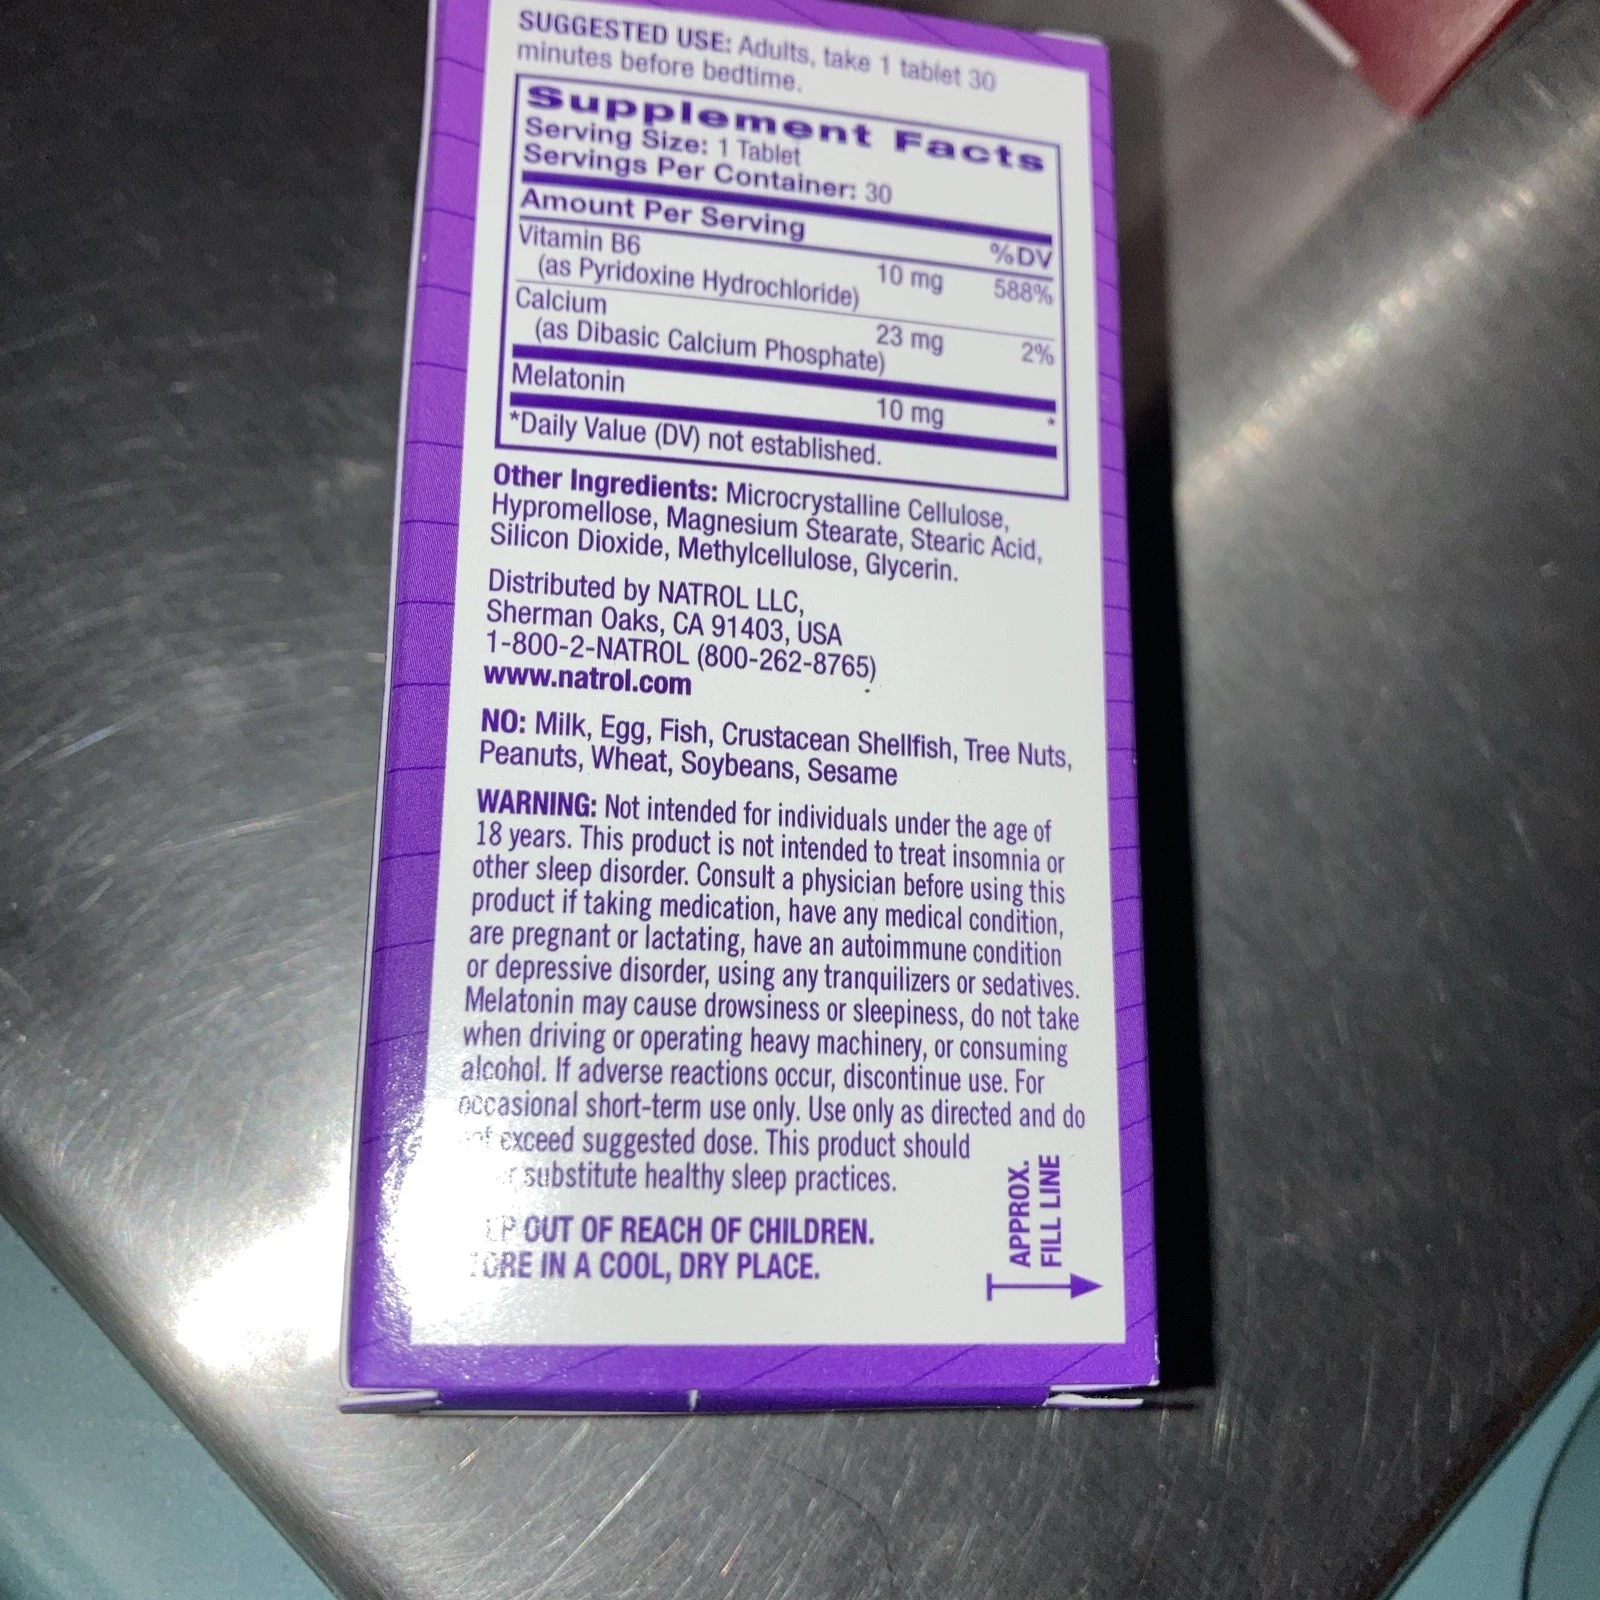 SUGGESTED USE: Adults, take 1 tablet 30
minutes before bedtime.
Supplement Facts
Serving Size: 1 Tablet
Servings Per Container: 30
Amount Per Serving %DV
Vitamin B6 10 mg 588%
(as Pyridoxine Hydrochloride)
Calcium 23 mg 2%
(as Dibasic Calcium Phosphate)
Melatonin 10 mg *
*Daily Value (DV) not established.
Other Ingredients: Microcrystalline Cellulose,
Hypromellose, Magnesium Stearate, Stearic Acid,
Silicon Dioxide, Methylcellulose, Glycerin.
Distributed by NATROL LLC,
Sherman Oaks, CA 91403, USA
1-800-2-NATROL (800-262-8765)
www.natrol.com
NO: Milk, Egg, Fish, Crustacean Shellfish, Tree Nuts,
Peanuts, Wheat, Soybeans, Sesame
WARNING: Not intended for individuals under the age of
18 years. This product is not intended to treat insomnia or
other sleep disorder. Consult a physician before using this
product if taking medication, have any medical condition,
are pregnant or lactating, have an autoimmune condition
or depressive disorder, using any tranquilizers or sedatives.
Melatonin may cause drowsiness or sleepiness, do not take
when driving or operating heavy machinery, or consuming
alcohol. If adverse reactions occur, discontinue use. For
occasional short-term use only. Use only as directed and do
exceed suggested dose. This product should
substitute healthy sleep practices.
OUT OF REACH OF CHILDREN.
IN A COOL, DRY PLACE.
APPROX.
FILL LINE